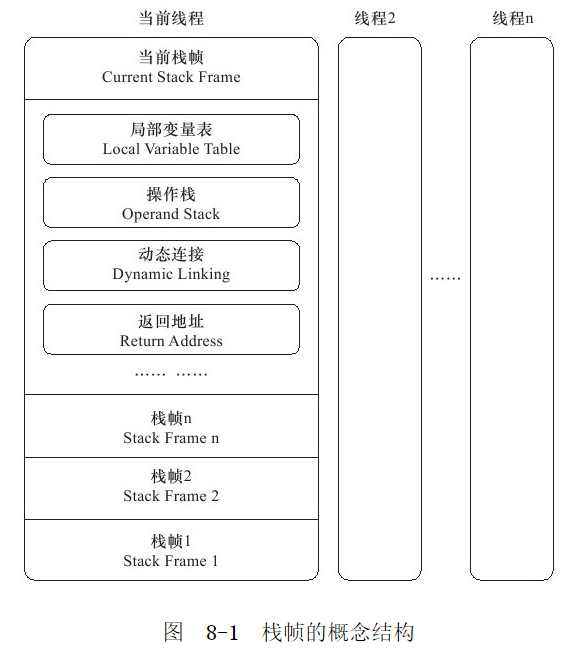 当前线程
线程2
线程n
当前栈帧
Current Stack Frame
局部变量表
Local Variable Table
操作栈
Operand Stack
动态连接
Dynamic Linking
返回地址
Return Address
…… ……
……
栈帧n
Stack Frame n
栈帧2
Stack Frame 2
栈帧1
Stack Frame 1
图 8-1 栈帧的概念结构